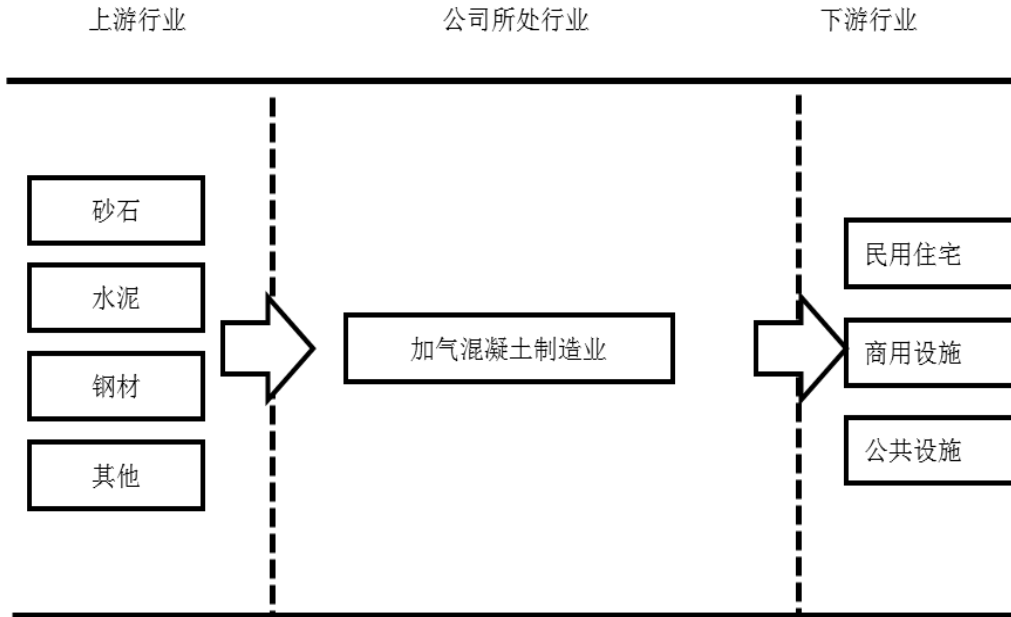 上游行业
公司所处行业
下游行业
砂石
水泥
钢材
其他
加气混凝土制造业
民用住宅
商用设施
公共设施